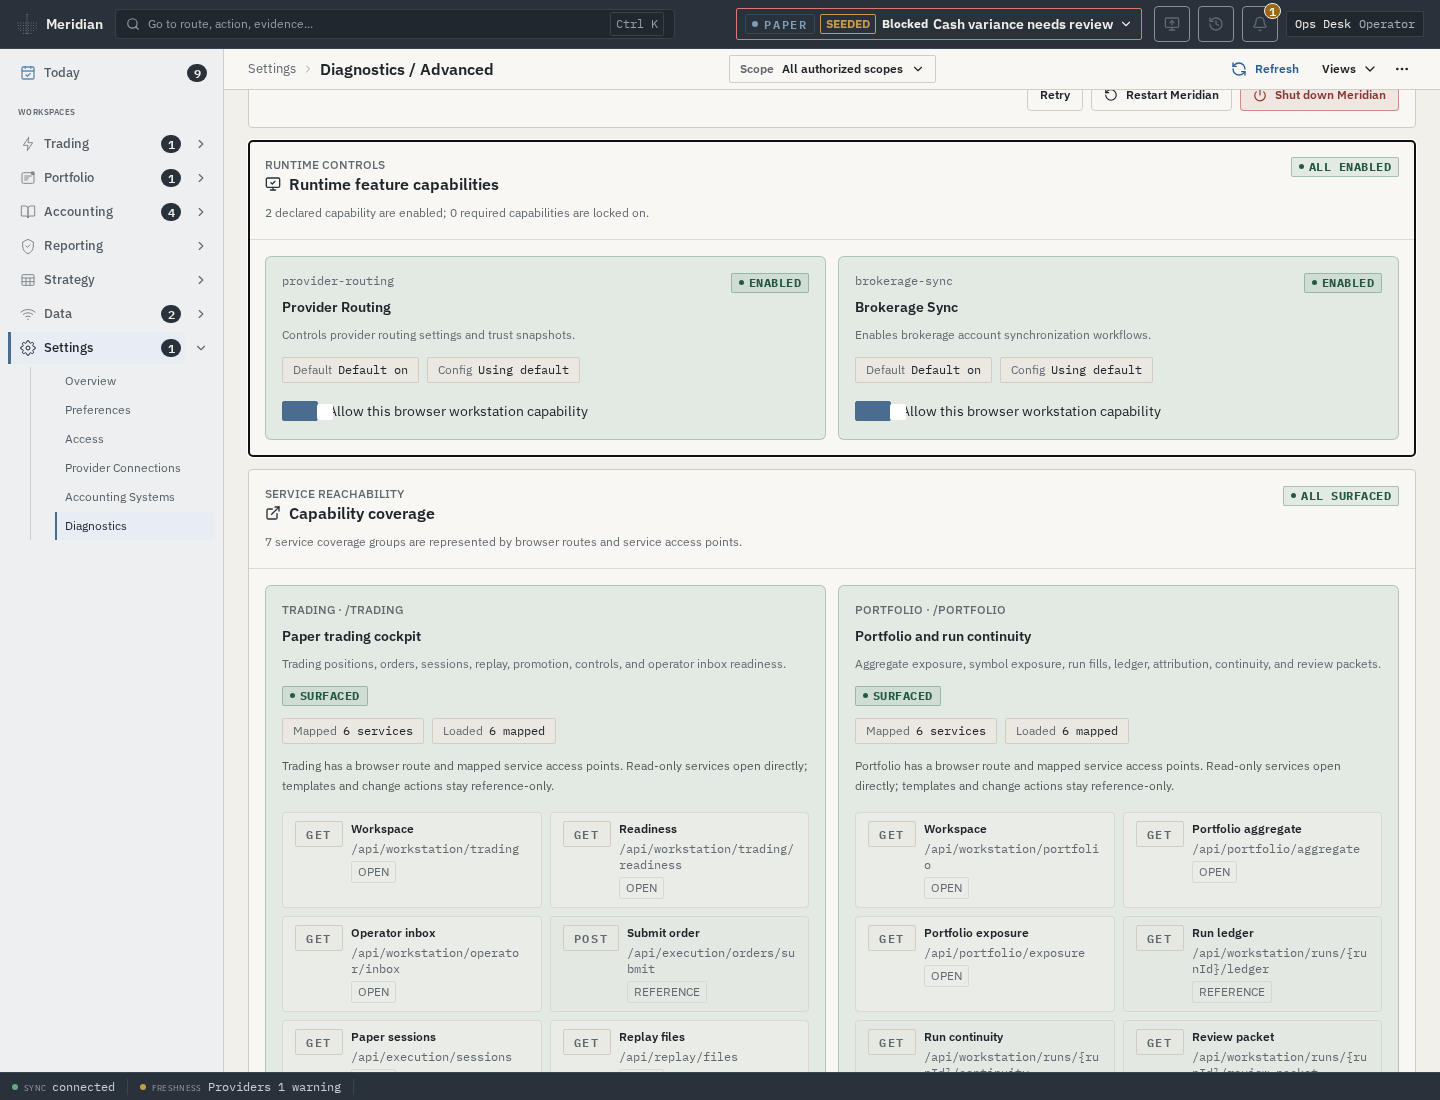 Meridian
Go to route, action, evidence...
Ctrl K
PAPER
SEEDED
Blocked Cash variance needs review
1
Ops Desk Operator
Today
9
WORKSPACES
Trading
1
Portfolio
1
Accounting
4
Reporting
Strategy
Data
2
Settings
1
Overview
Preferences
Access
Provider Connections
Accounting Systems
Diagnostics
Settings
Diagnostics / Advanced
Scope All authorized scopes
Refresh
Views
Retry
Restart Meridian
Shut down Meridian
RUNTIME CONTROLS
Runtime feature capabilities
ALL ENABLED
2 declared capability are enabled; 0 required capabilities are locked on.
provider-routing
ENABLED
Provider Routing
Controls provider routing settings and trust snapshots.
Default Default on
Config Using default
Allow this browser workstation capability
brokerage-sync
ENABLED
Brokerage Sync
Enables brokerage account synchronization workflows.
Default Default on
Config Using default
Allow this browser workstation capability
SERVICE REACHABILITY
Capability coverage
ALL SURFACED
7 service coverage groups are represented by browser routes and service access points.
TRADING · /TRADING
Paper trading cockpit
Trading positions, orders, sessions, replay, promotion, controls, and operator inbox readiness.
SURFACED
Mapped 6 services
Loaded 6 mapped
Trading has a browser route and mapped service access points. Read-only services open directly;
templates and change actions stay reference-only.
GET
Workspace
/api/workstation/trading
OPEN
GET
Readiness
/api/workstation/trading/
readiness
OPEN
GET
Operator inbox
/api/workstation/operato
r/inbox
OPEN
POST
Submit order
/api/execution/orders/su
bmit
REFERENCE
GET
Paper sessions
/api/execution/sessions
GET
Replay files
/api/replay/files
PORTFOLIO · /PORTFOLIO
Portfolio and run continuity
Aggregate exposure, symbol exposure, run fills, ledger, attribution, continuity, and review packets.
SURFACED
Mapped 6 services
Loaded 6 mapped
Portfolio has a browser route and mapped service access points. Read-only services open
directly; templates and change actions stay reference-only.
GET
Workspace
/api/workstation/portfoli
o
OPEN
GET
Portfolio aggregate
/api/portfolio/aggregate
OPEN
GET
Portfolio exposure
/api/portfolio/exposure
OPEN
GET
Run ledger
/api/workstation/runs/{ru
nId}/ledger
REFERENCE
GET
Run continuity
/api/workstation/runs/{ru
nId}/continuity
GET
Review packet
/api/workstation/runs/{ru
nId}/review-packet
SYNC connected
FRESHNESS Providers 1 warning